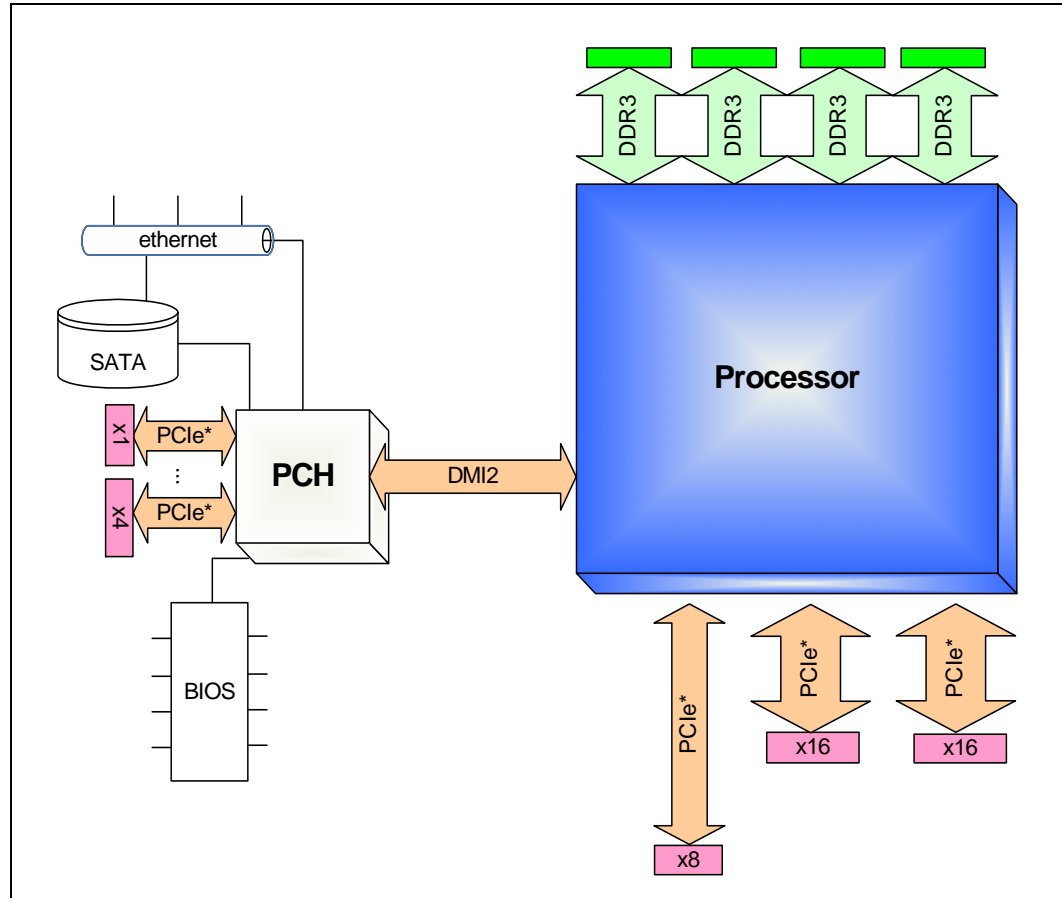 DDR3
DDR3
DDR3
DDR3
ethernet
SATA
Processor
x1
PCIe*
...
PCH
DMI2
x4
PCIe*
BIOS
PCIe*
PCIe*
PCIe*
x16
x16
x8